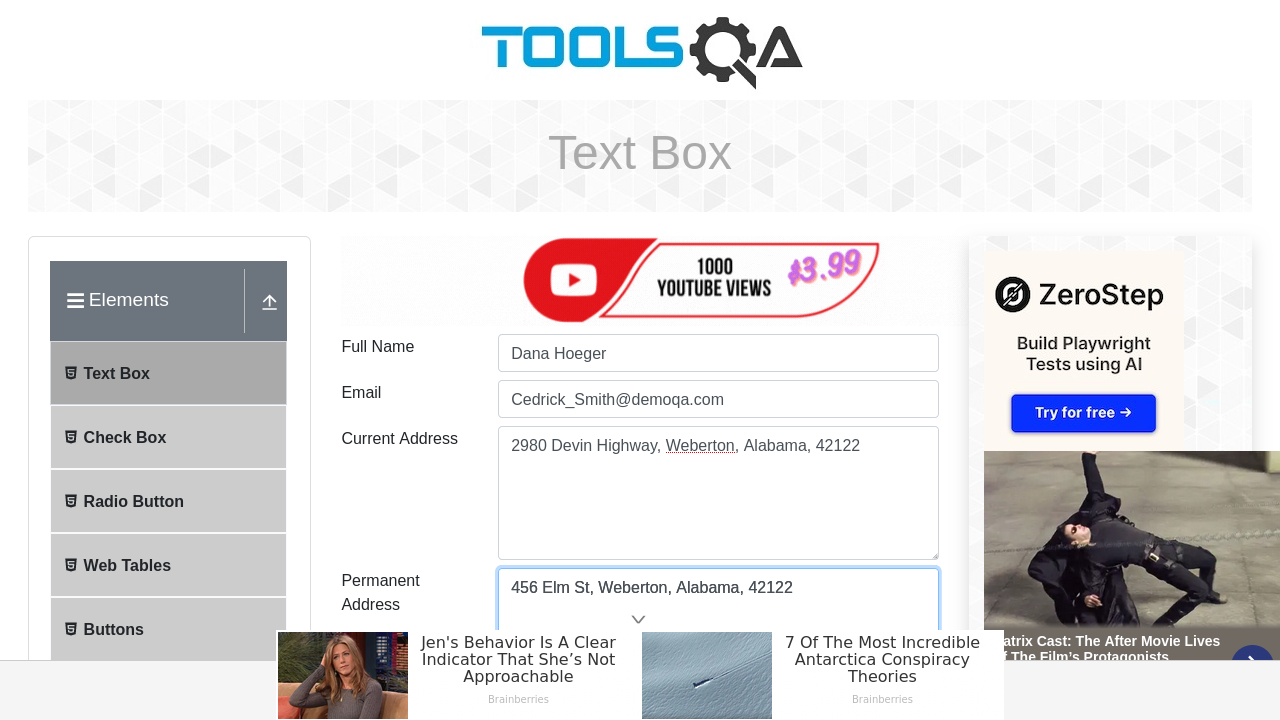 TOOLSQA
Text Box
Elements
Text Box
Check Box
Radio Button
Web Tables
Buttons
1000
YOUTUBE VIEWS
$3.99
Full Name
Dana Hoeger
Email
Cedrick_Smith@demoqa.com
Current Address
2980 Devin Highway, Weberton, Alabama, 42122
Permanent
Address
456 Elm St, Weberton, Alabama, 42122
ZeroStep
Build Playwright
Tests using AI
Try for free →
atrix Cast: The After Movie Lives
f The Film's Protagonists
Jen's Behavior Is A Clear
Indicator That She's Not
Approachable
Brainberries
7 Of The Most Incredible
Antarctica Conspiracy
Theories
Brainberries